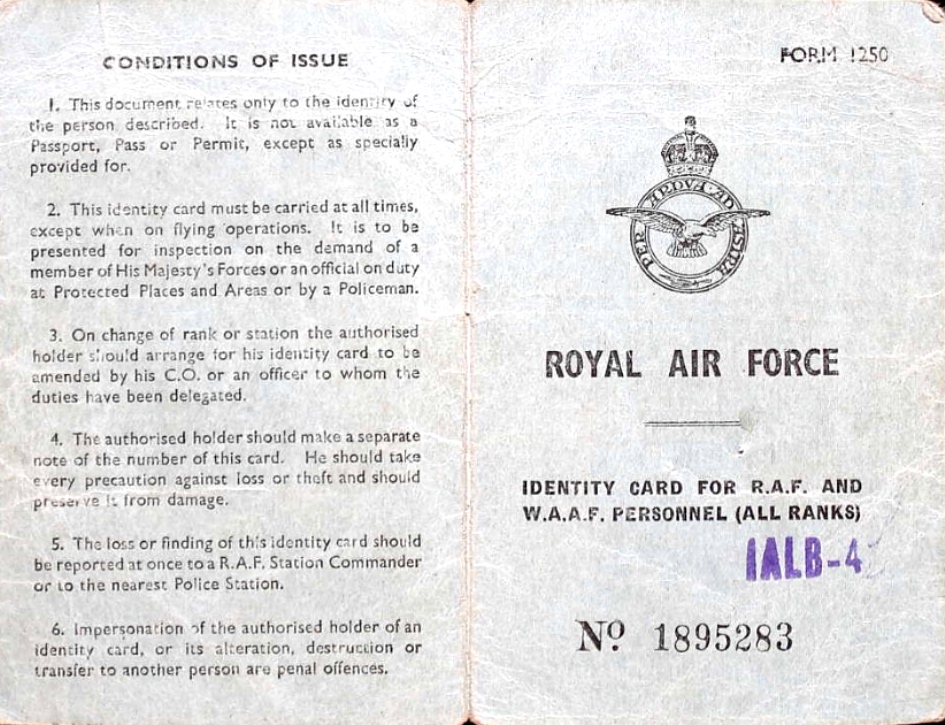 CONDITIONS OF ISSUE
1. This document relates only to the identity of
the person described. It is not available as a
Passport, Pass or Permit, except as specially
provided for.
2. This identity card must be carried at all times,
except when on flying operations. It is to be
presented for inspection on the demand of a
member of His Majesty's Forces or an official on duty
at Protected Places and Areas or by a Policeman.
3. On change of rank or station the authorised
holder should arrange for his identity card to be
amended by his C.O. or an officer to whom the
duties have been delegated.
4. The authorised holder should make a separate
note of the number of this card. He should take
every precaution against loss or theft and should
preserve it from damage.
5. The loss or finding of this identity card should
be reported at once to a R.A.F. Station Commander
or to the nearest Police Station.
6. Impersonation of the authorised holder of an
identity card, or its alteration, destruction or
transfer to another person are penal offences.
FORM 1250
PER ARDVA AD ASTRA
ROYAL AIR FORCE
IDENTITY CARD FOR R.A.F. AND
W.A.A.F. PERSONNEL (ALL RANKS)
IALB-4
Nº 1895283